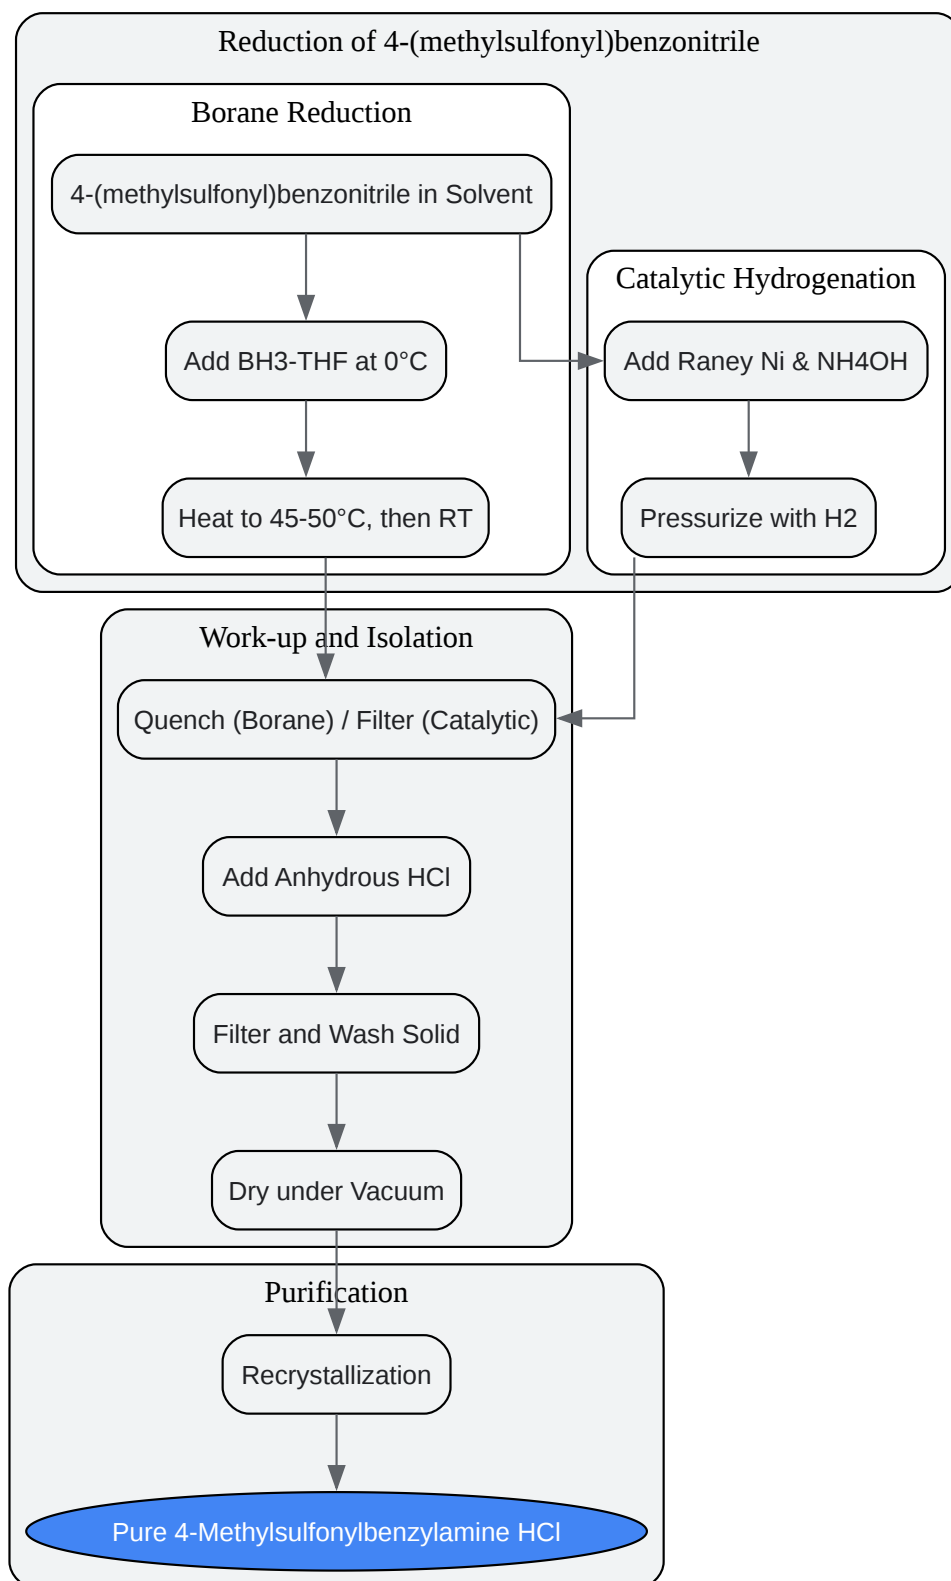 Reduction of 4-(methylsulfonyl)benzonitrile
Borane Reduction
4-(methylsulfonyl)benzonitrile in Solvent
Catalytic Hydrogenation
Add BH3-THF at 0°C
Add Raney Ni & NH4OH
Heat to 45-50°C, then RT
Pressurize with H2
Work-up and Isolation
Quench (Borane) / Filter (Catalytic)
Add Anhydrous HCl
Filter and Wash Solid
Dry under Vacuum
Purification
Recrystallization
Pure 4-Methylsulfonylbenzylamine HCl